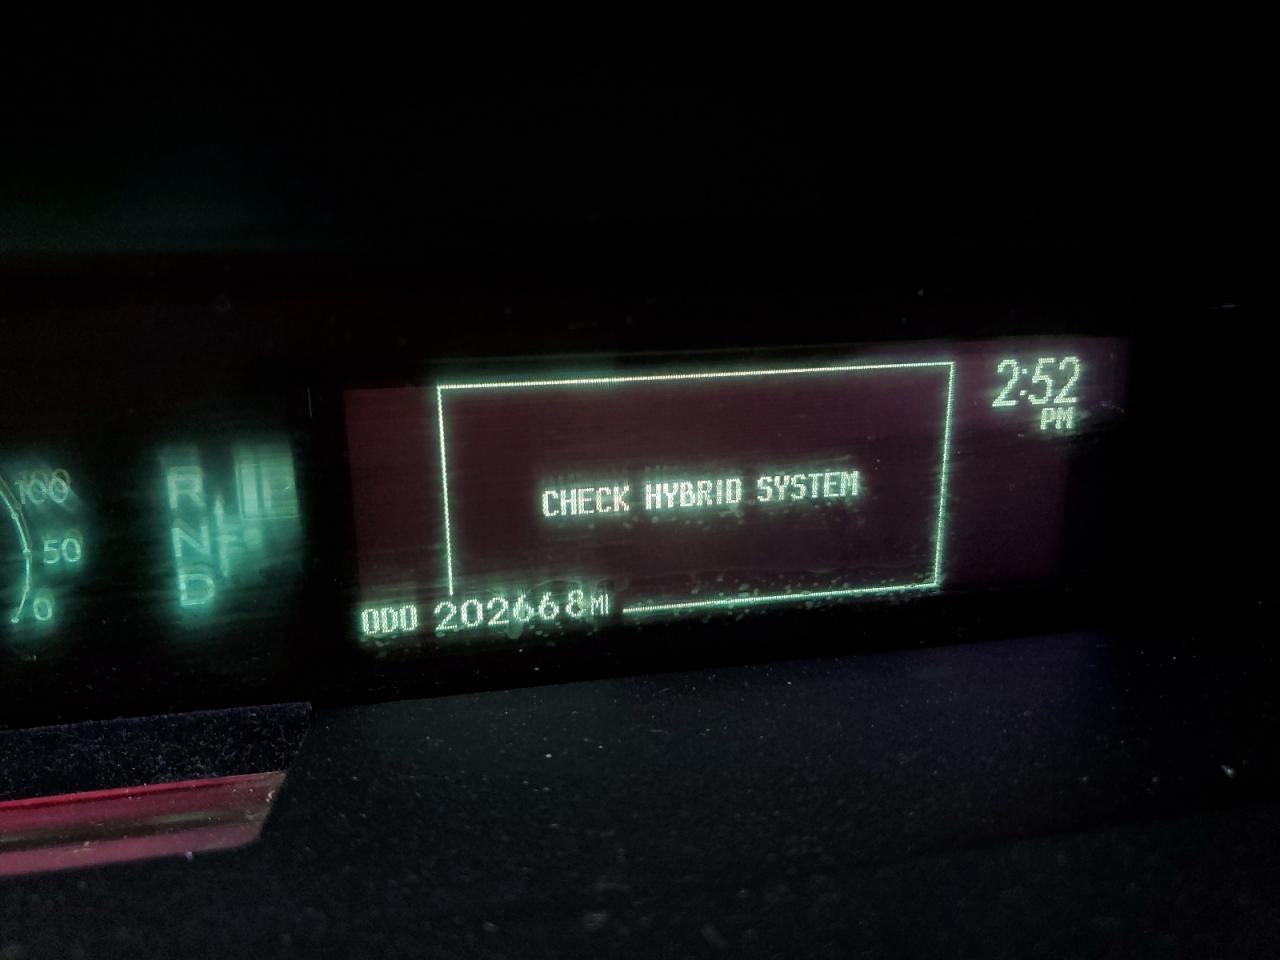 2:52
PM
100
R
CHECK HYBRID SYSTEM
N
50
D
0
ODO 202668MI